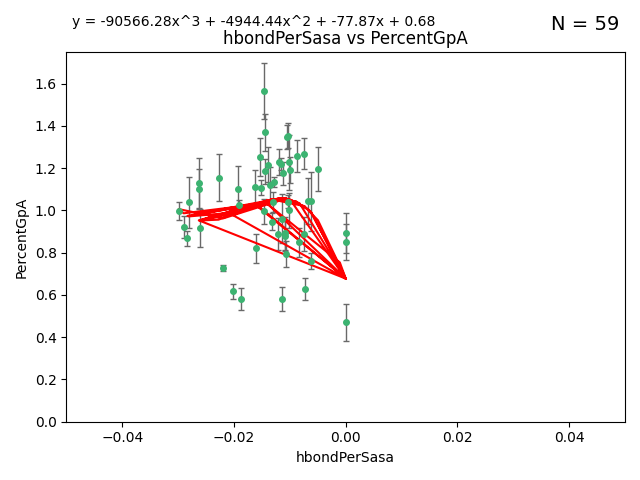 y = -90566.28x^3 + -4944.44x^2 + -77.87x + 0.68
N = 59
hbondPerSasa vs PercentGpA
PercentGpA
1.6
1.4
1.2
1.0
0.8
0.6
0.4
0.2
0.0
−0.04 −0.02 0.00 0.02 0.04
hbondPerSasa